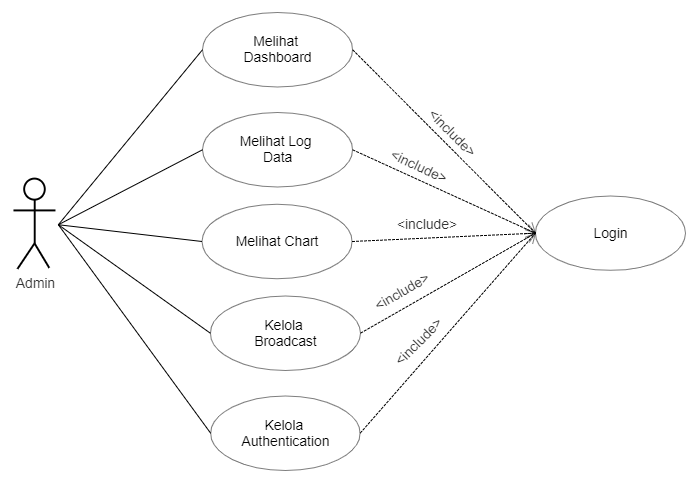 Melihat
Dashboard
<include>
Melihat Log
Data
<include>
Melihat Chart
<include>
Login
Admin
Kelola
Broadcast
<include>
Kelola
Authentication
<include>